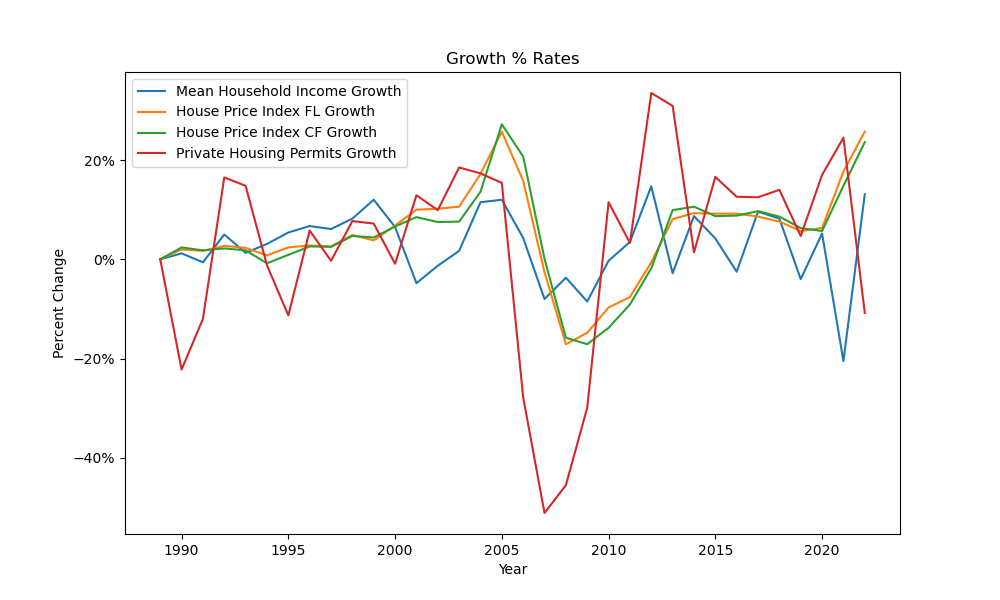 Growth % Rates
Mean Household Income Growth
House Price Index FL Growth
House Price Index CF Growth
Private Housing Permits Growth
20%
0%
−20%
−40%
Percent Change
1990 1995 2000 2005 2010 2015 2020
Year